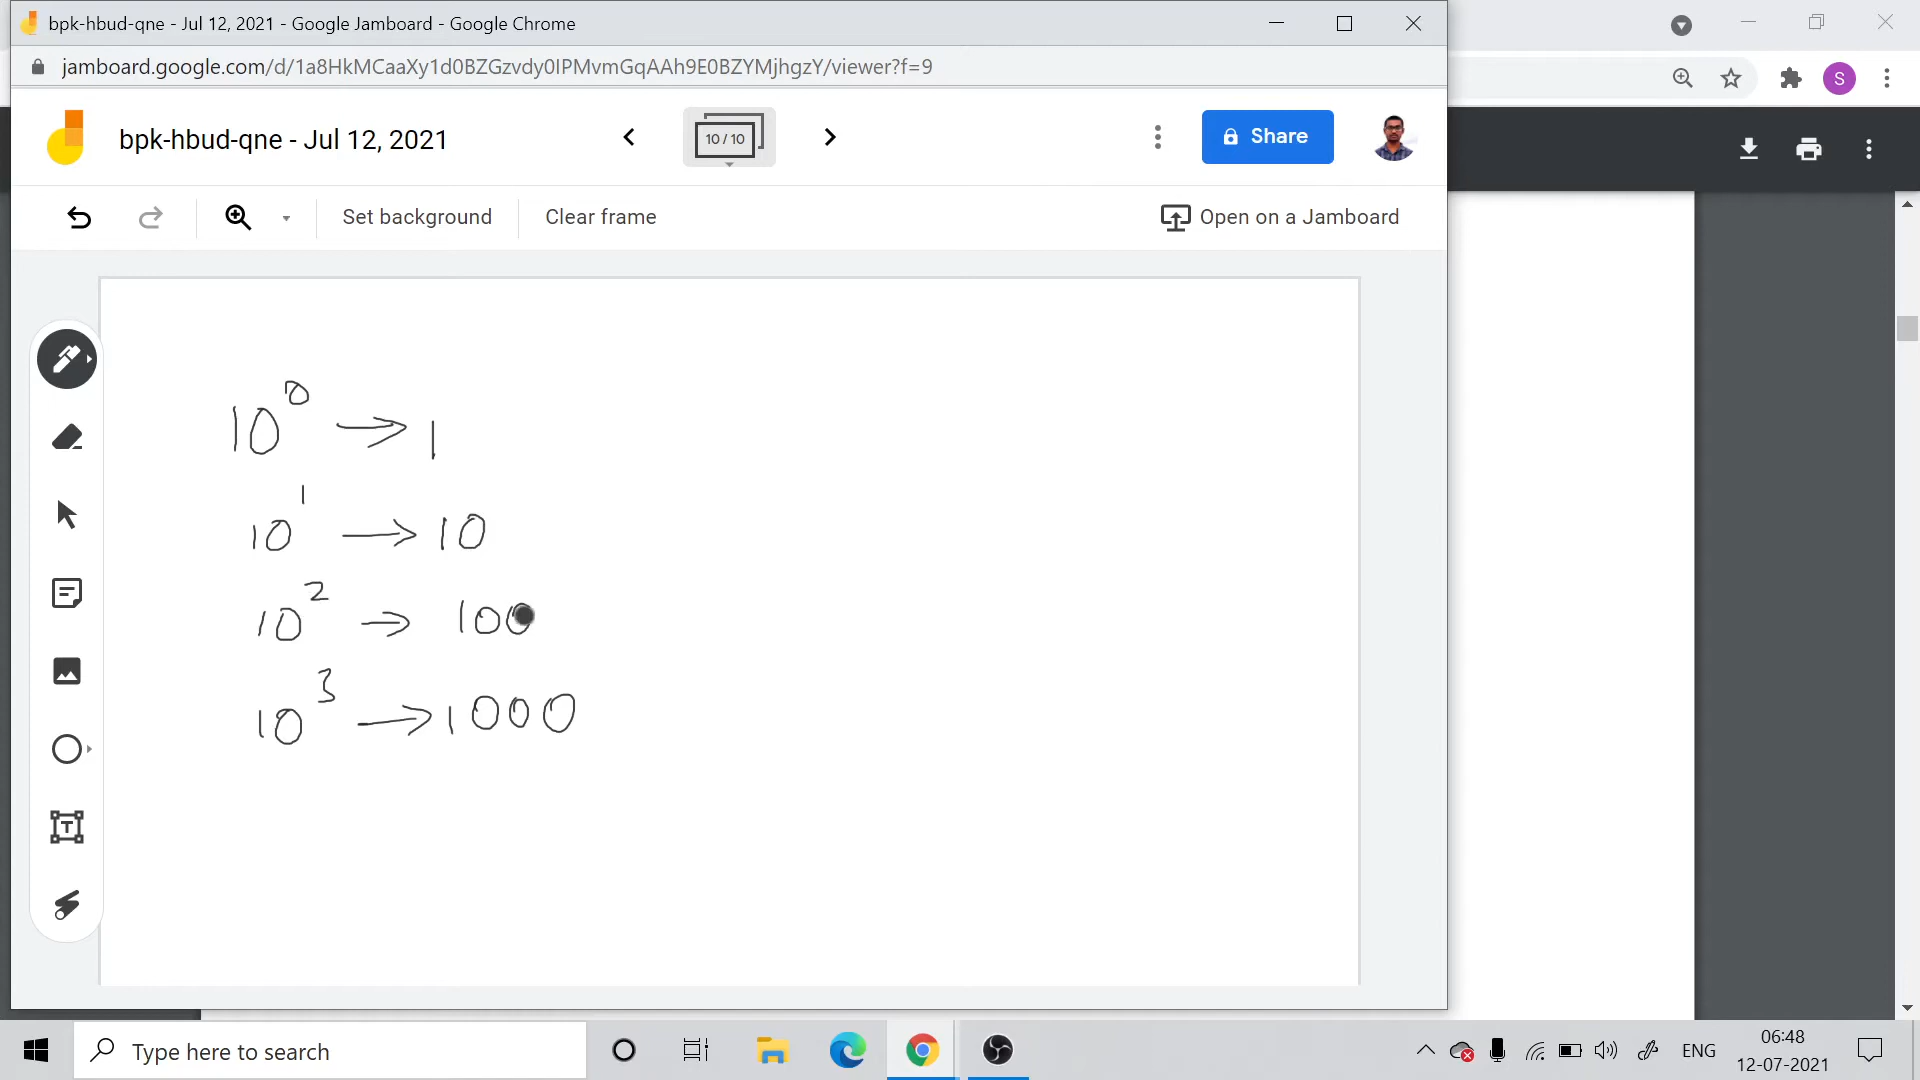 bpk-hbud-qne - Jul 12, 2021 - Google Jamboard - Google Chrome
jamboard.google.com/d/1a8HkMCaaXy1d0BZGzvdy0IPMvmGqAAh9E0BZYMjhgzY/viewer?f=9
S
bpk-hbud-qne - Jul 12, 2021
10 / 10
Share
Set background
Clear frame
Open on a Jamboard
10⁰ → 1
10¹ → 10
10² → 100
10³ → 1000
T
Type here to search
ENG
06:48
12-07-2021